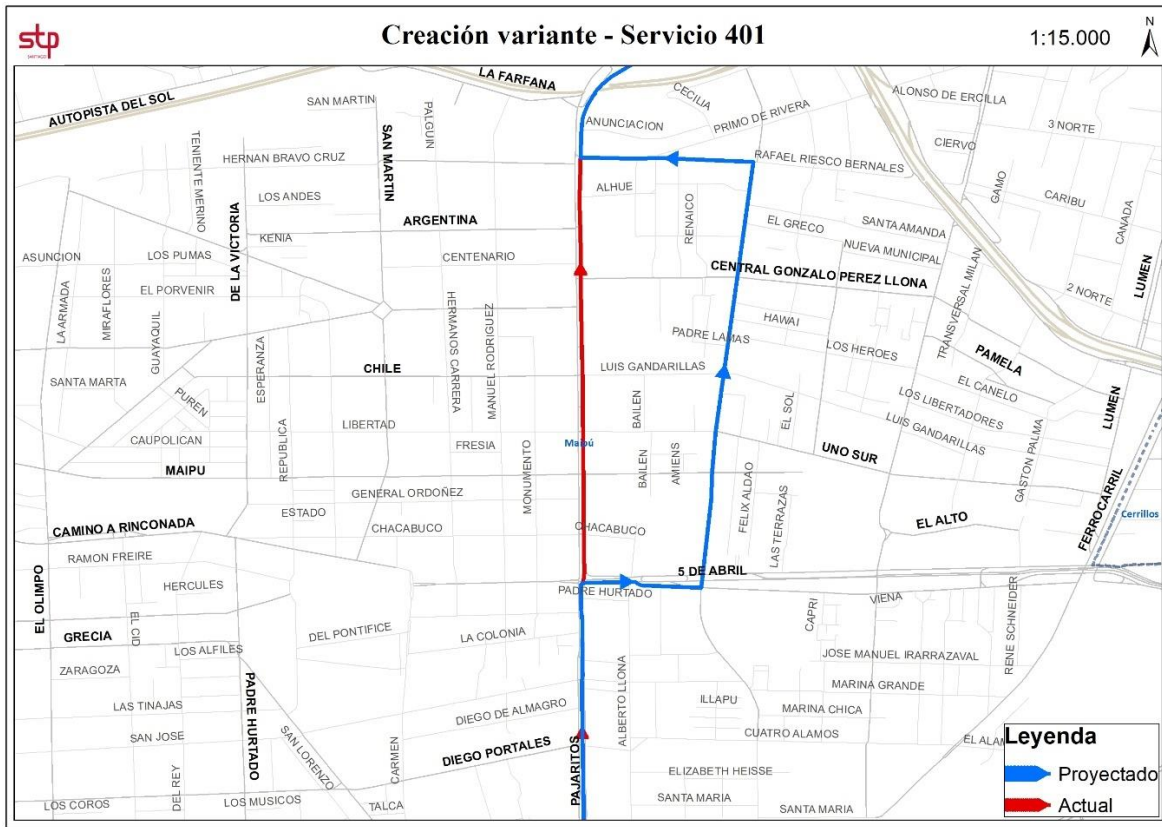 stp
SERVICIO
Creación variante - Servicio 401
1:15.000
N
LA FARFANA
AUTOPISTA DEL SOL
CECILIA
ALONSO DE ERCILLA
SAN MARTIN
PALGUIN
ANUNCIACION
PRIMO DE RIVERA
3 NORTE
TENIENTE MERINO
SAN MARTIN
CIERVO
HERNAN BRAVO CRUZ
RAFAEL RIESCO BERNALES
GAMO
ALHUE
CARIBU
LOS ANDES
RENAICO
CANADA
ARGENTINA
EL GRECO
SANTA AMANDA
DE LA VICTORIA
KENIA
NUEVA MUNICIPAL
ASUNCION
LOS PUMAS
CENTENARIO
CENTRAL GONZALO PEREZ LLONA
LUMEN
LA ARMADA
MIRAFLORES
EL PORVENIR
2 NORTE
GUAYAQUIL
HERMANOS CARRERA
MANUEL RODRIGUEZ
HAWAI
TRANSVERSAL MILAN
PADRE LAMAS
LOS HEROES
PAMELA
ESPERANZA
CHILE
LUIS GANDARILLAS
SANTA MARTA
EL CANELO
PUREN
BAILEN
EL SOL
LOS LIBERTADORES
LUMEN
LIBERTAD
LUIS GANDARILLAS
CAUPOLICAN
REPUBLICA
FRESIA
Maipú
UNO SUR
GASTON PALMA
MAIPU
MONUMENTO
BAILEN
AMIENS
GENERAL ORDOÑEZ
FELIX ALDAO
LAS TERRAZAS
ESTADO
CHACABUCO
CHACABUCO
EL ALTO
FERROCARRIL
Cerrillos
CAMINO A RINCONADA
RAMON FREIRE
5 DE ABRIL
HERCULES
PADRE HURTADO
VIENA
EL OLIMPO
EL CID
CAPRI
RENE SCHNEIDER
GRECIA
DEL PONTIFICE
LA COLONIA
LOS ALFILES
JOSE MANUEL IRARRAZAVAL
ZARAGOZA
PADRE HURTADO
ALBERTO LLONA
MARINA GRANDE
LAS TINAJAS
DIEGO DE ALMAGRO
ILLAPU
MARINA CHICA
SAN JOSE
SAN LORENZO
CARMEN
DIEGO PORTALES
PAJARITOS
CUATRO ALAMOS
EL ALAM
DEL REY
ELIZABETH HEISSE
LOS COROS
LOS MUSICOS
TALCA
SANTA MARIA
SANTA MARIA
Leyenda
Proyectado
Actual